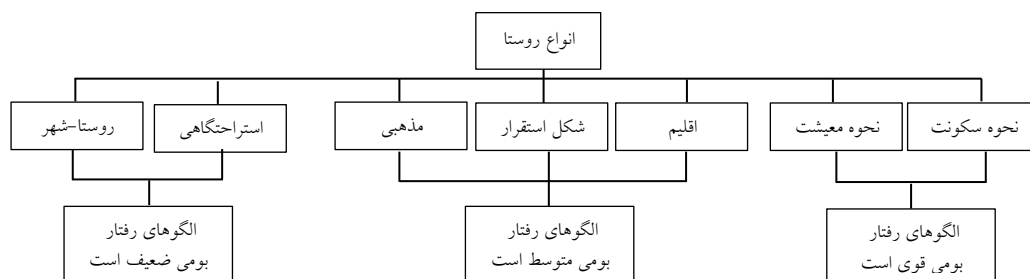 انواع روستا
نحوه سکونت
نحوه معیشت
اقلیم
شکل استقرار
مذهبی
استراحتگاهی
روستا-شهر
الگوهای رفتار
بومی قوی است
الگوهای رفتار
بومی متوسط است
الگوهای رفتار
بومی ضعیف است